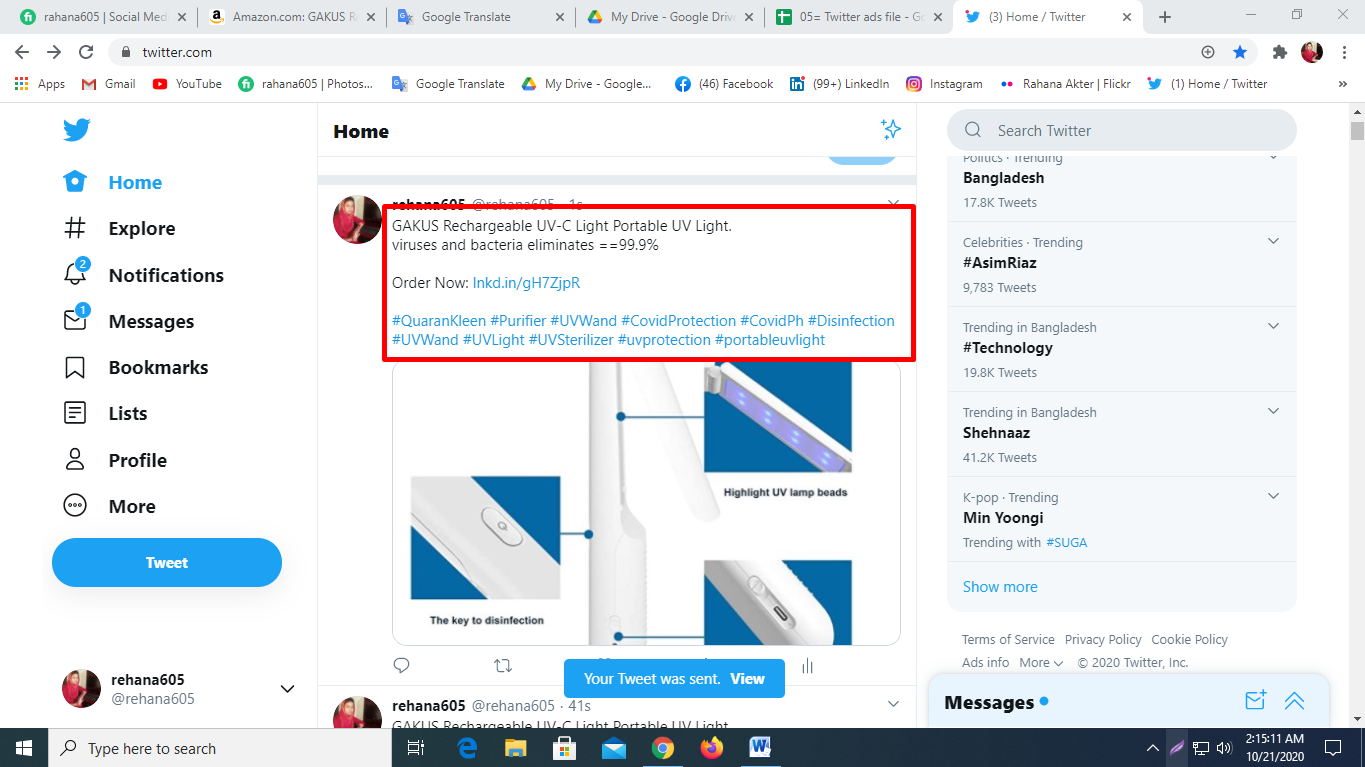 rahana605 | Social Med
Amazon.com: GAKUS R
Google Translate
My Drive - Google Drive
05= Twitter ads file - Go
(3) Home / Twitter
twitter.com
Apps
Gmail
YouTube
rahana605 | Photos...
Google Translate
My Drive - Google...
(46) Facebook
(99+) LinkedIn
Instagram
Rahana Akter | Flickr
(1) Home / Twitter
»
Home
Explore
2
Notifications
1
Messages
Bookmarks
Lists
Profile
More
Tweet
rehana605
@rehana605
Home
rehana605 @rehana605 · 1s
GAKUS Rechargeable UV-C Light Portable UV Light.
viruses and bacteria eliminates ==99.9%
Order Now: lnkd.in/gH7ZjpR
#QuaranKleen #Purifier #UVWand #CovidProtection #CovidPh #Disinfection
#UVWand #UVLight #UVSterilizer #uvprotection #portableuvlight
Highlight UV lamp beads
The key to disinfection
Your Tweet was sent. View
rehana605 @rehana605 · 41s
GAKUS Rechargeable UV-C Light Portable UV Light.
Search Twitter
Politics · Trending
Bangladesh
17.8K Tweets
Celebrities · Trending
#AsimRiaz
9,783 Tweets
Trending in Bangladesh
#Technology
19.8K Tweets
Trending in Bangladesh
Shehnaaz
41.2K Tweets
K-pop · Trending
Min Yoongi
Trending with #SUGA
Show more
Terms of Service Privacy Policy Cookie Policy
Ads info More © 2020 Twitter, Inc.
Messages
Type here to search
2:15:11 AM
10/21/2020